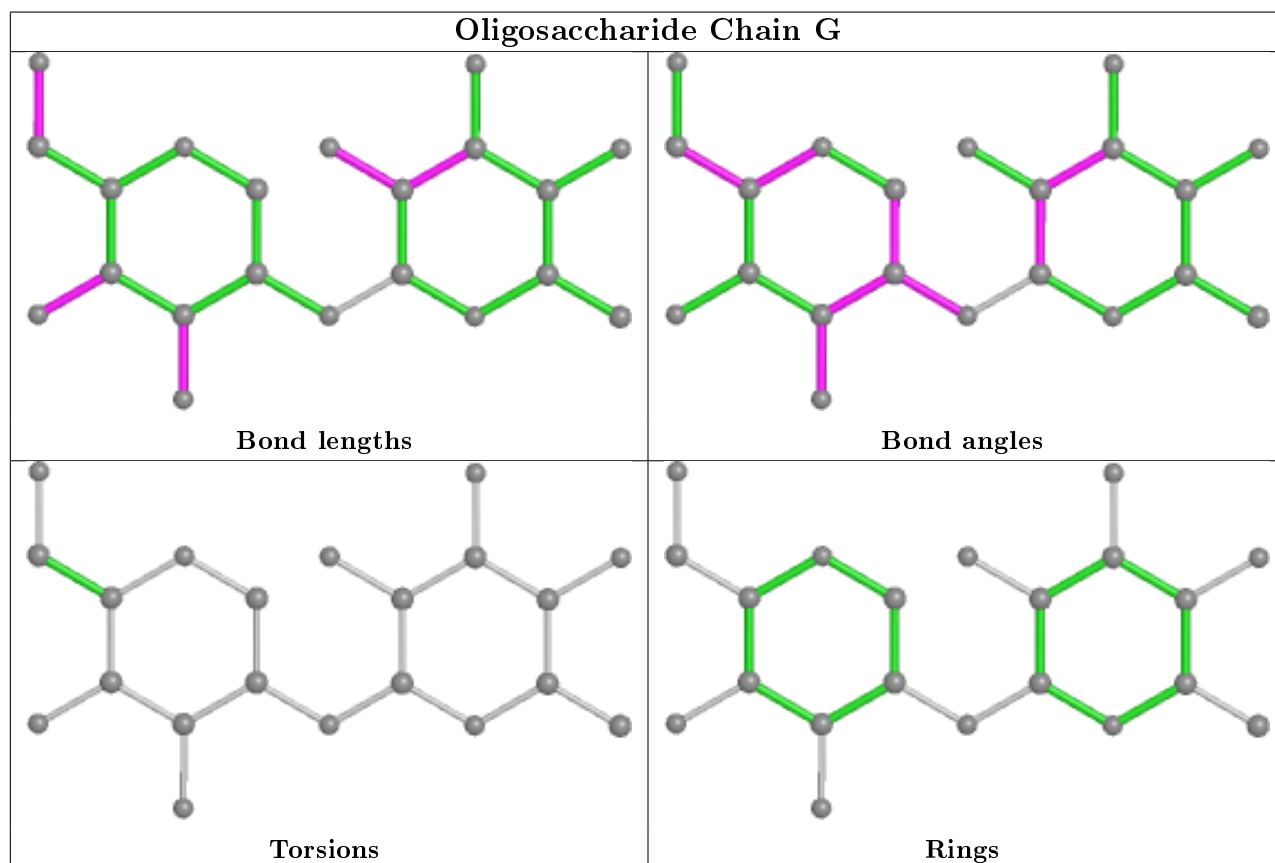 Oligosaccharide Chain G
Bond lengths
Bond angles
Torsions
Rings